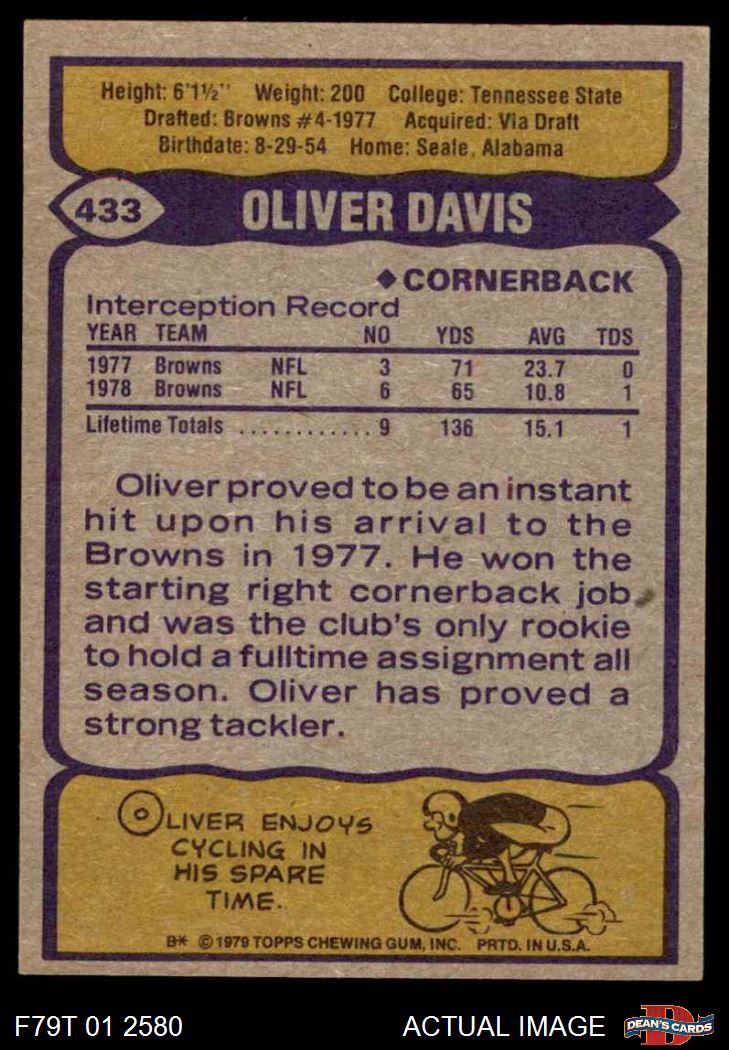 Height: 6'1½" Weight: 200 College: Tennessee State
Drafted: Browns #4-1977 Acquired: Via Draft
Birthdate: 8-29-54 Home: Seale, Alabama
433 OLIVER DAVIS
◆CORNERBACK
Interception Record
YEAR TEAM NO YDS AVG TDS
1977 Browns NFL 3 71 23.7 0
1978 Browns NFL 6 65 10.8 1
Lifetime Totals ............ 9 136 15.1 1
Oliver proved to be an instant
hit upon his arrival to the
Browns in 1977. He won the
starting right cornerback job
and was the club's only rookie
to hold a fulltime assignment all
season. Oliver has proved a
strong tackler.
OLIVER ENJOYS
CYCLING IN
HIS SPARE
TIME.
B* ©1979 TOPPS CHEWING GUM, INC. PRTD. IN U.S.A.
F79T 01 2580 ACTUAL IMAGE D DEAN'S CARDS